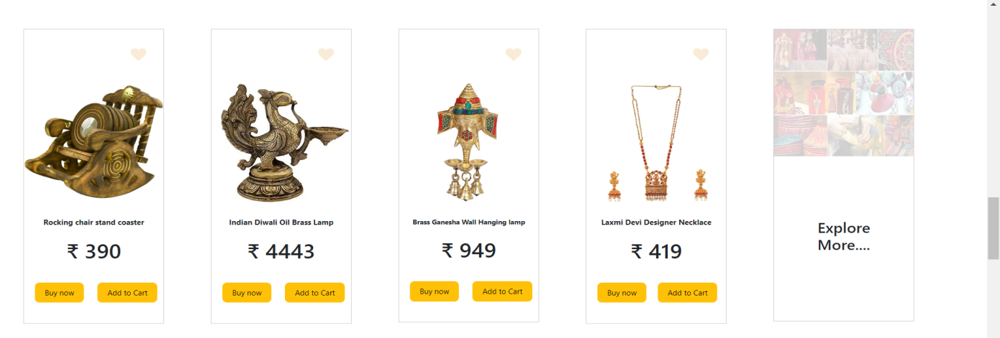 Rocking chair stand coaster
₹ 390
Buy now
Add to Cart
Indian Diwali Oil Brass Lamp
₹ 4443
Buy now
Add to Cart
Brass Ganesha Wall Hanging lamp
₹ 949
Buy now
Add to Cart
Laxmi Devi Designer Necklace
₹ 419
Buy now
Add to Cart
Explore
More....